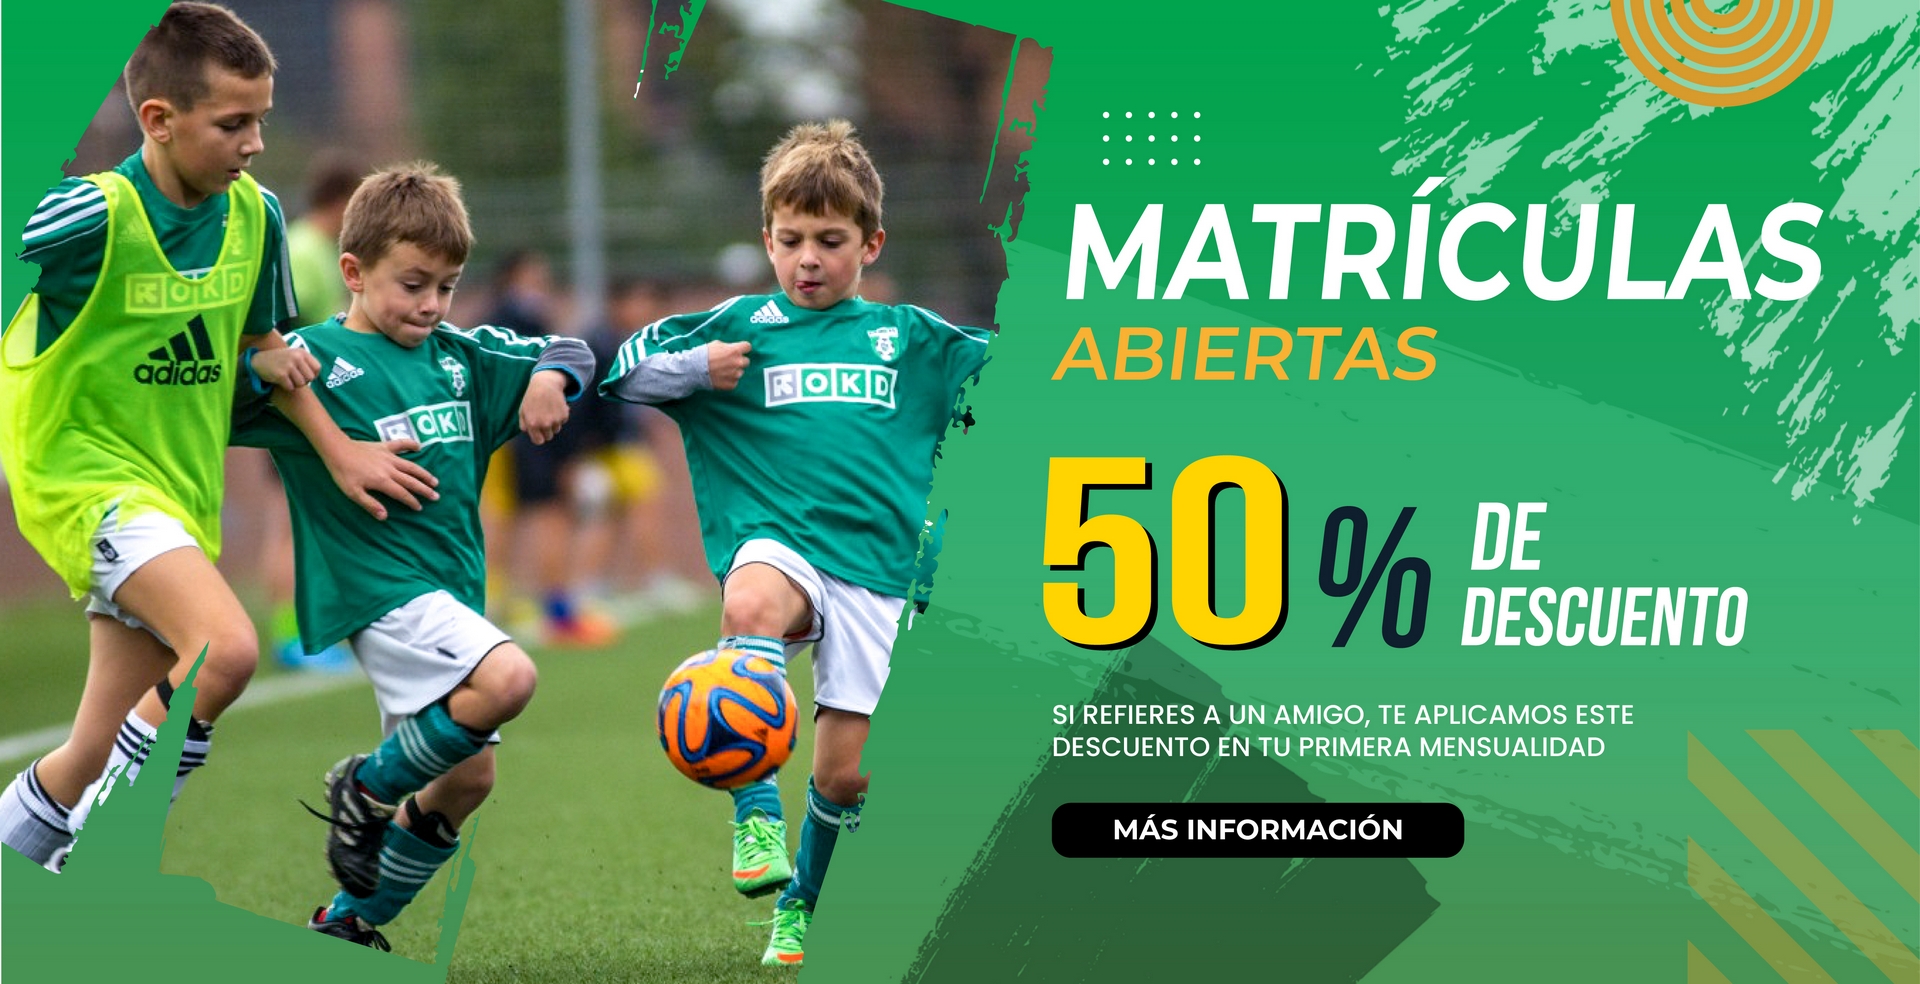 ROKD
adidas
adidas
OKD
adidas
ROKD
MATRÍCULAS
ABIERTAS
50% DE
DESCUENTO
SI REFIERES A UN AMIGO, TE APLICAMOS ESTE
DESCUENTO EN TU PRIMERA MENSUALIDAD
MÁS INFORMACIÓN